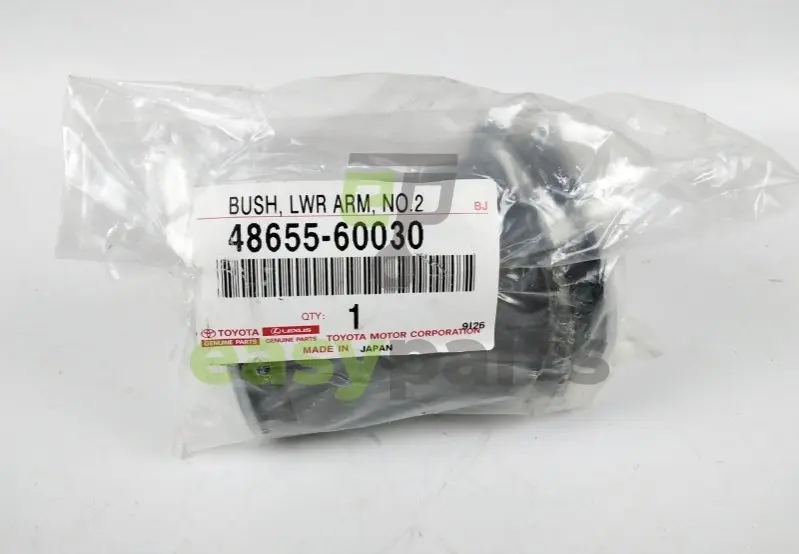 BUSH, LWR ARM, NO.2 BJ
48655-60030
QTY: 1 9I26
TOYOTA LEXUS TOYOTA MOTOR CORPORATION
GENUINE PARTS GENUINE PARTS
MADE IN JAPAN
easyparts